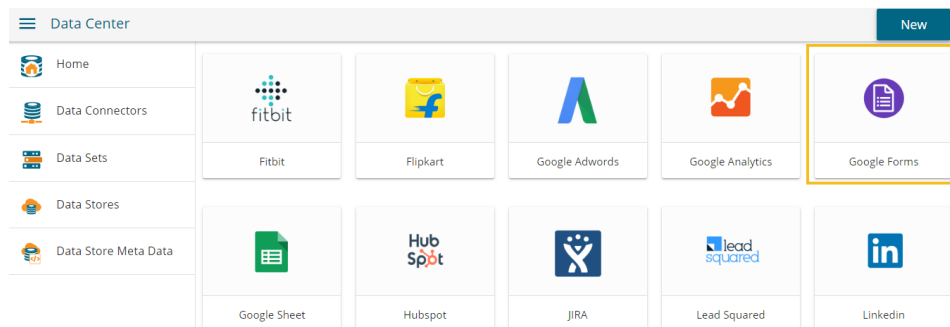 Data Center
New
Home
Data Connectors
Data Sets
Data Stores
Data Store Meta Data
fitbit
Fitbit
Flipkart
Google Adwords
Google Analytics
Google Forms
Hub
Spot
lead
squared
in
Google Sheet
Hubspot
JIRA
Lead Squared
Linkedin